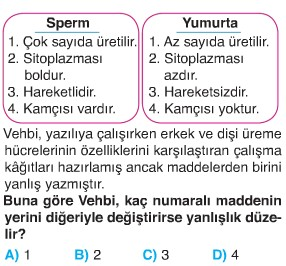 Sperm
1. Çok sayıda üretilir.
2. Sitoplazması
boldur.
3. Hareketlidir.
4. Kamçısı vardır.
Yumurta
1. Az sayıda üretilir.
2. Sitoplazması
azdır.
3. Hareketsizdir.
4. Kamçısı yoktur.
Vehbi, yazılıya çalışırken erkek ve dişi üreme
hücrelerinin özelliklerini karşılaştıran çalışma
kâğıtları hazırlamış ancak maddelerden birini
yanlış yazmıştır.
Buna göre Vehbi, kaç numaralı maddenin
yerini diğeriyle değiştirirse yanlışlık düze-
lir?
A) 1 B) 2 C) 3 D) 4